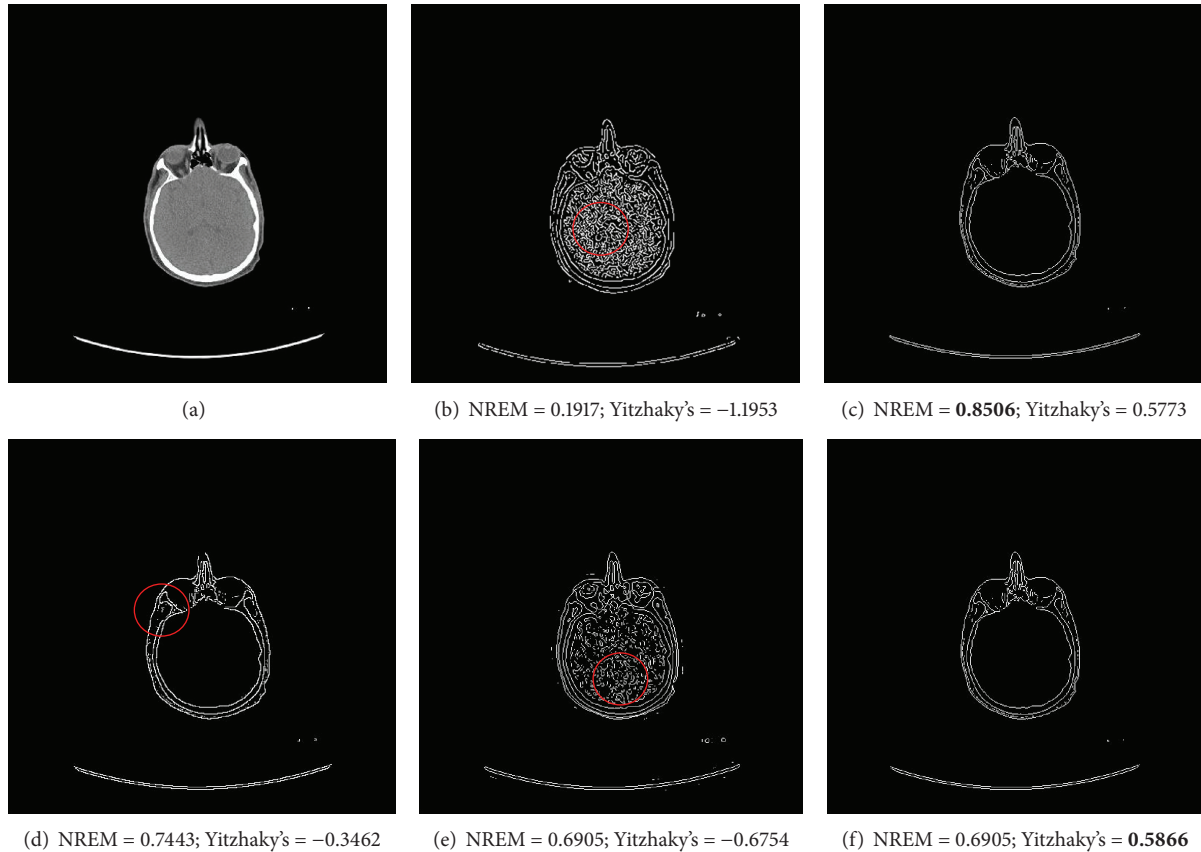 (a)
(b) NREM = 0.1917; Yitzhaky's = −1.1953
(c) NREM = 0.8506; Yitzhaky's = 0.5773
(d) NREM = 0.7443; Yitzhaky's = −0.3462
(e) NREM = 0.6905; Yitzhaky's = −0.6754
(f) NREM = 0.6905; Yitzhaky's = 0.5866